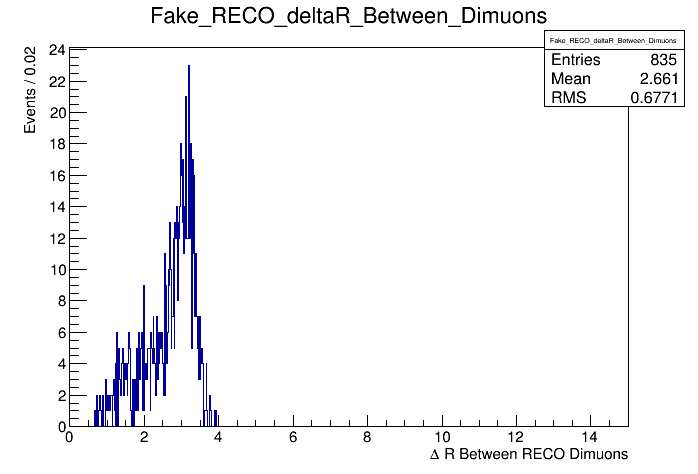 Fake_RECO_deltaR_Between_Dimuons
Fake_RECO_deltaR_Between_Dimuons
Entries 835
Mean 2.661
RMS 0.6771
Events / 0.02
24
22
20
18
16
14
12
10
8
6
4
2
0
0 2 4 6 8 10 12 14
Δ R Between RECO Dimuons